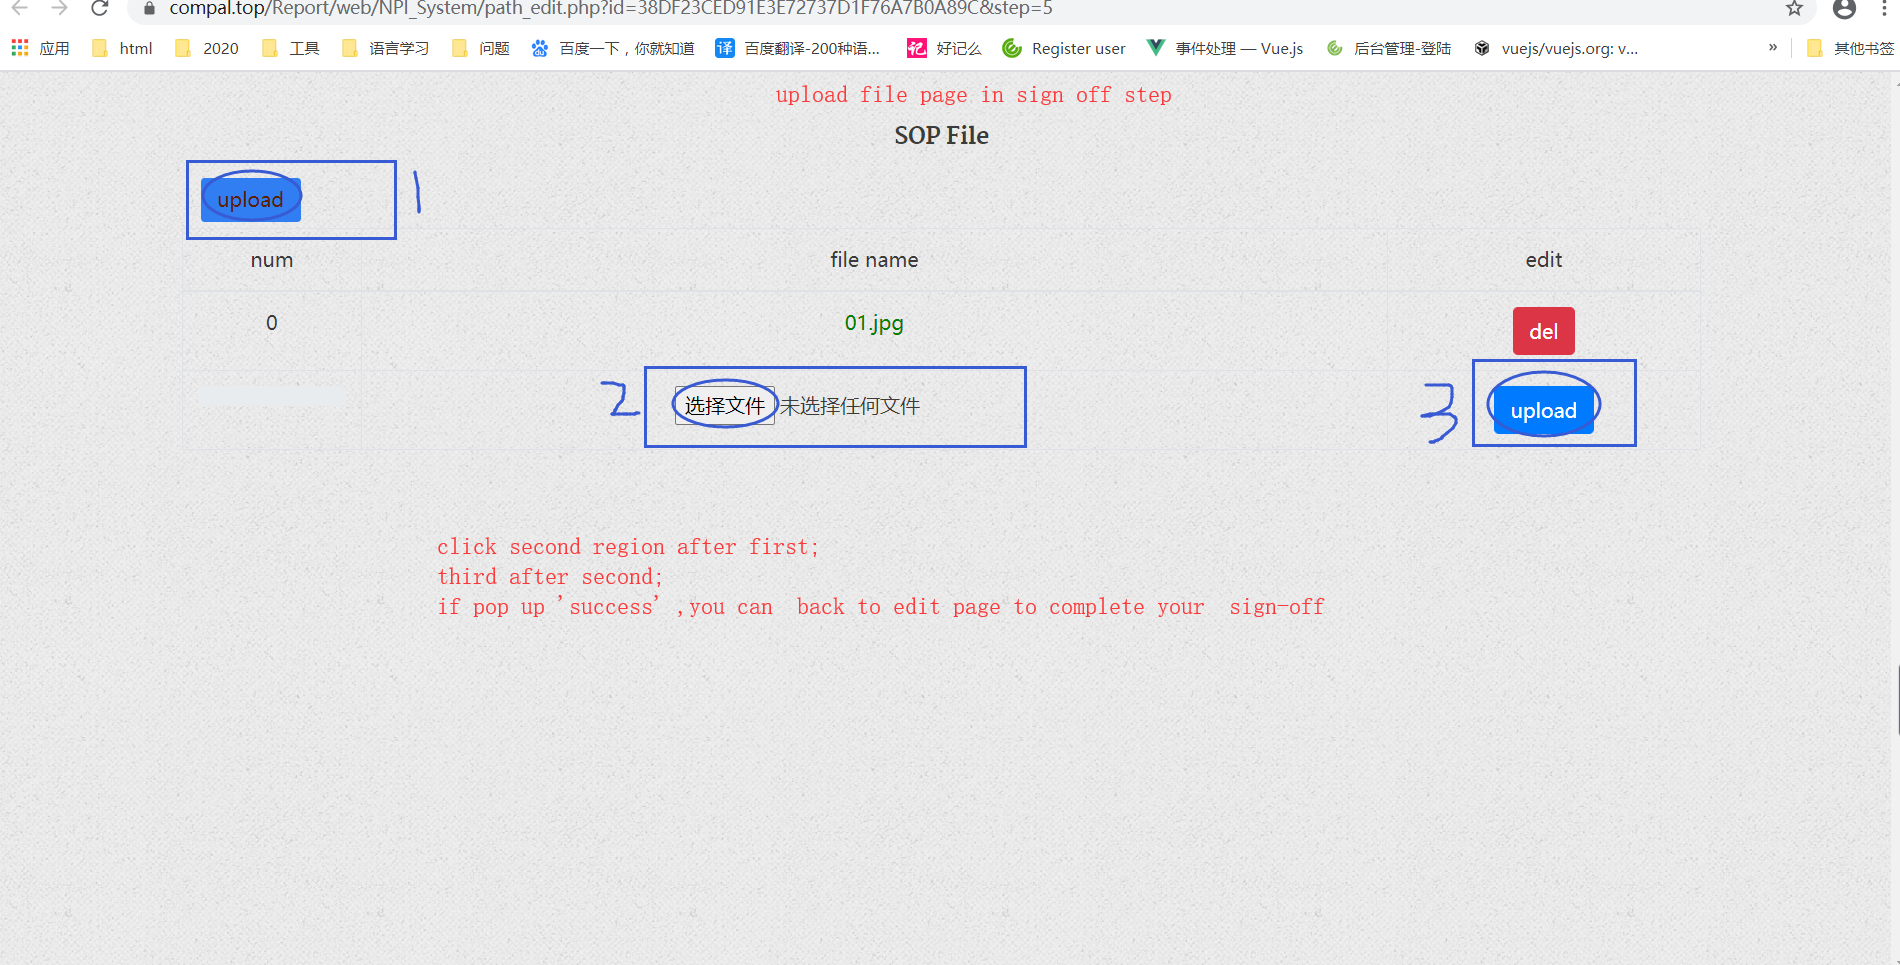 compal.top/Report/web/NPI_System/path_edit.php?id=38DF23CED91E3E72737D1F76A7B0A89C&step=5
应用 html 2020 工具 语言学习 问题 百度一下，你就知道 译 百度翻译-200种语... 记 好记么 Register user 事件处理 — Vue.js 后台管理-登陆 vuejs/vuejs.org: v... » 其他书签
upload file page in sign off step
SOP File
upload 1
num file name edit
0 01.jpg del
2 选择文件 未选择任何文件 3 upload
click second region after first;
third after second;
if pop up 'success' ,you can  back to edit page to complete your  sign-off